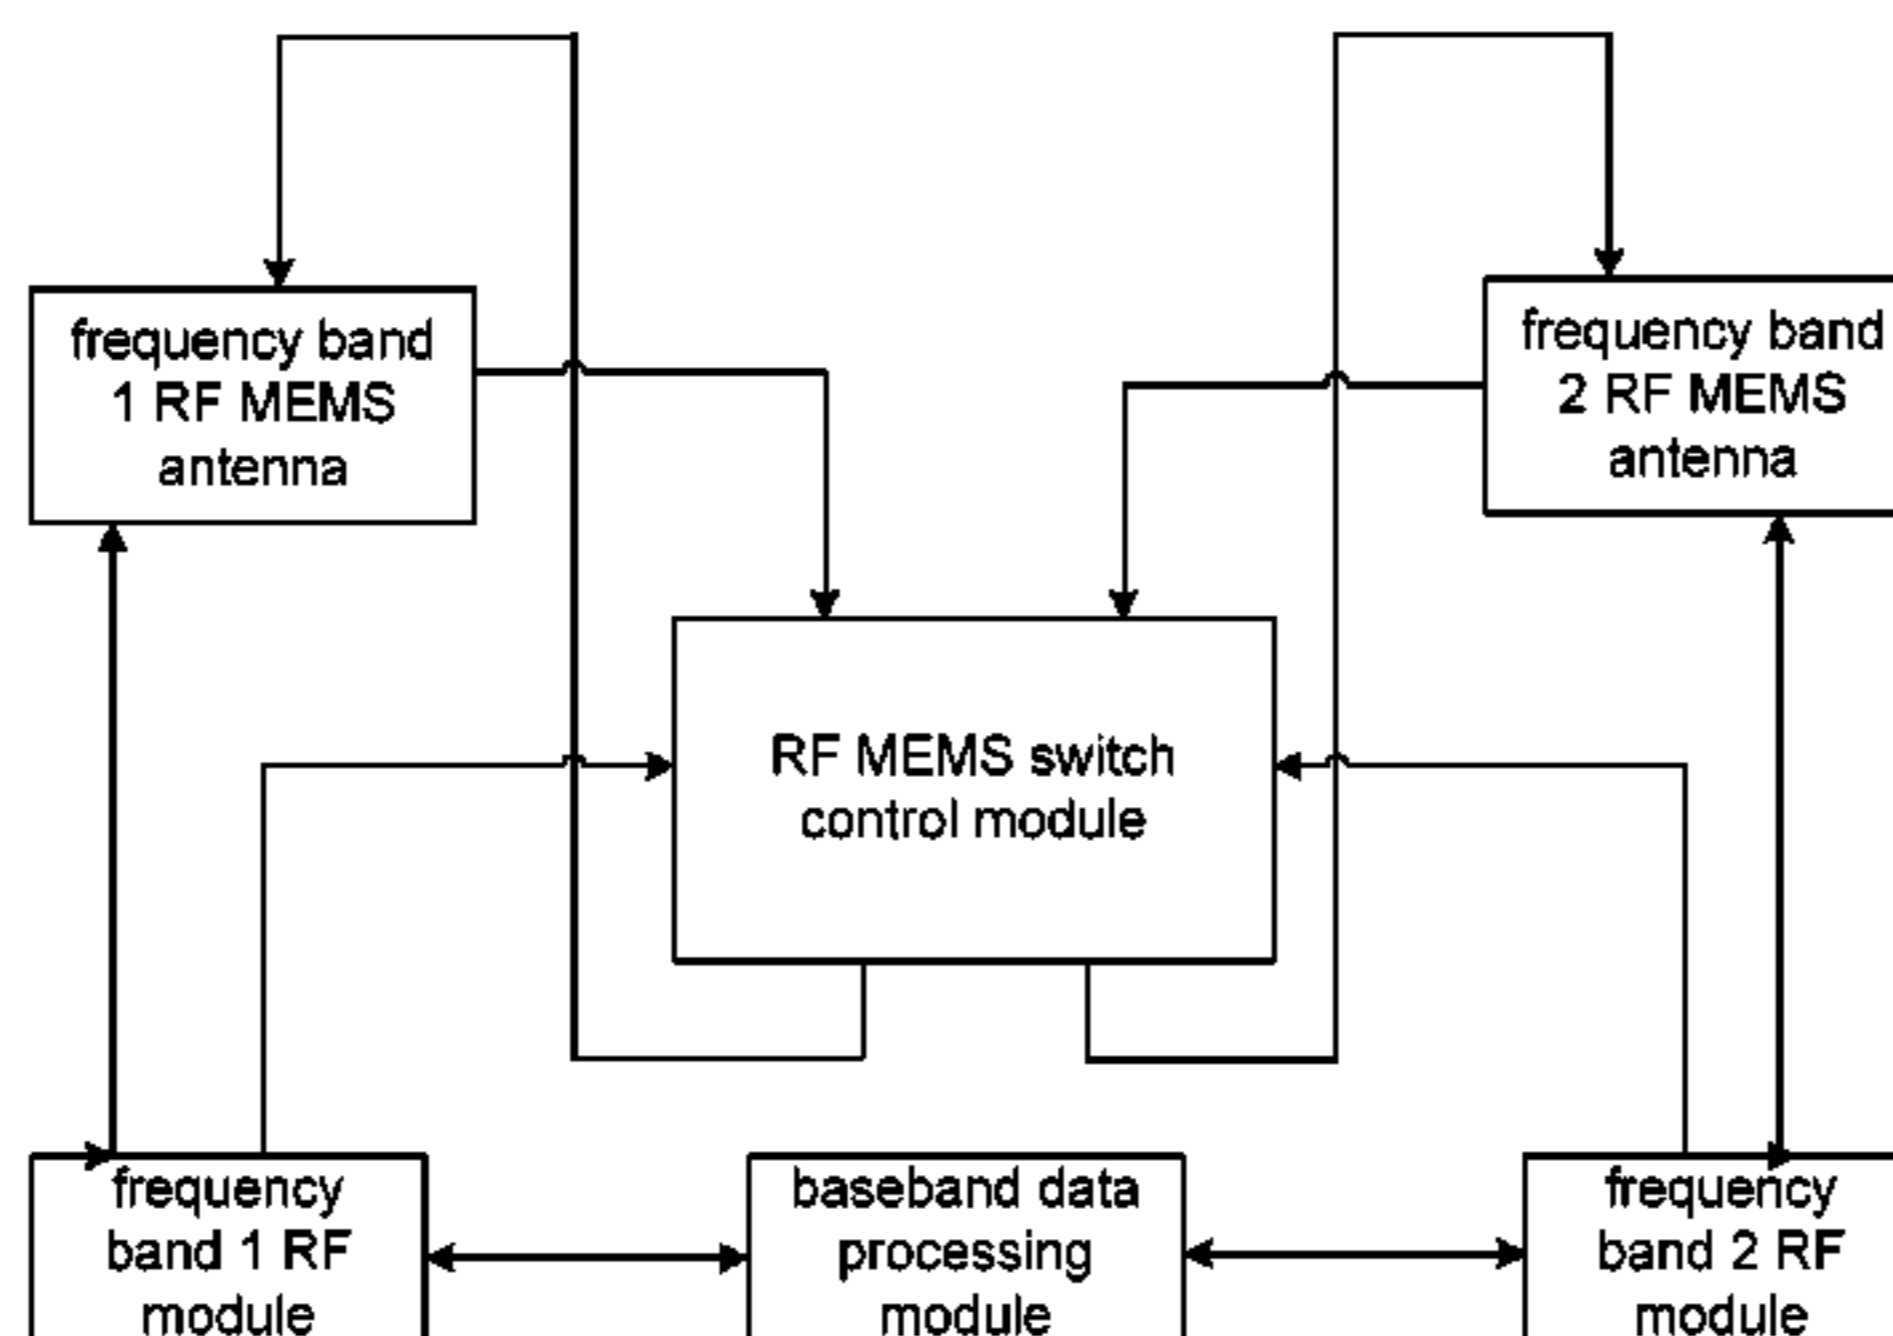 frequency band
1 RF MEMS
antenna
frequency band
2 RF MEMS
antenna
RF MEMS switch
control module
frequency
band 1 RF
module
baseband data
processing
module
frequency
band 2 RF
module